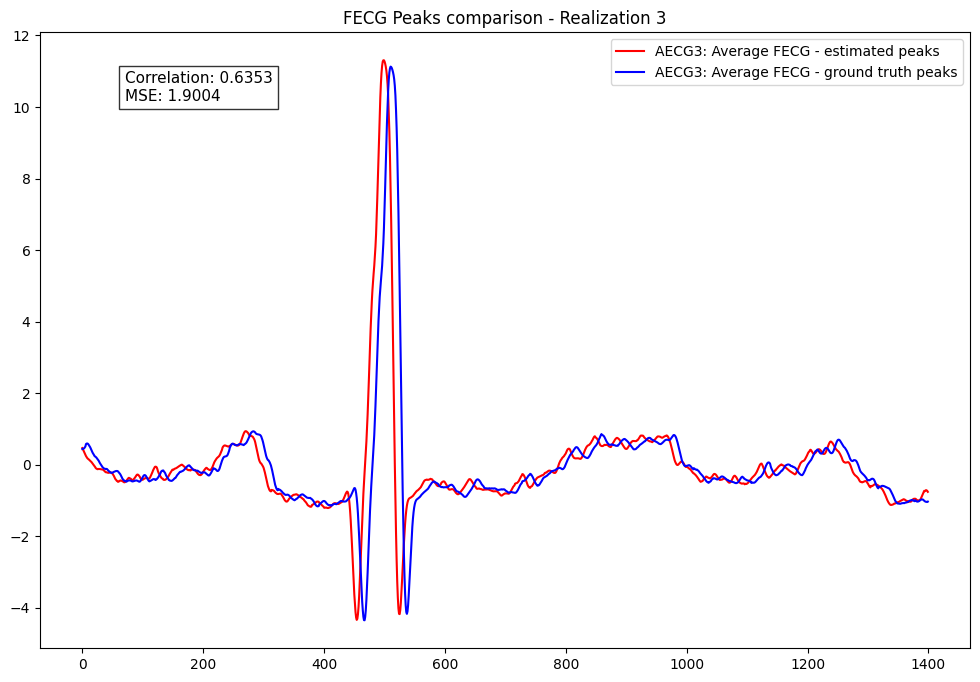 FECG Peaks comparison - Realization 3
AECG3: Average FECG - estimated peaks
AECG3: Average FECG - ground truth peaks
Correlation: 0.6353
MSE: 1.9004
12
10
8
6
4
2
0
−2
−4
0 200 400 600 800 1000 1200 1400